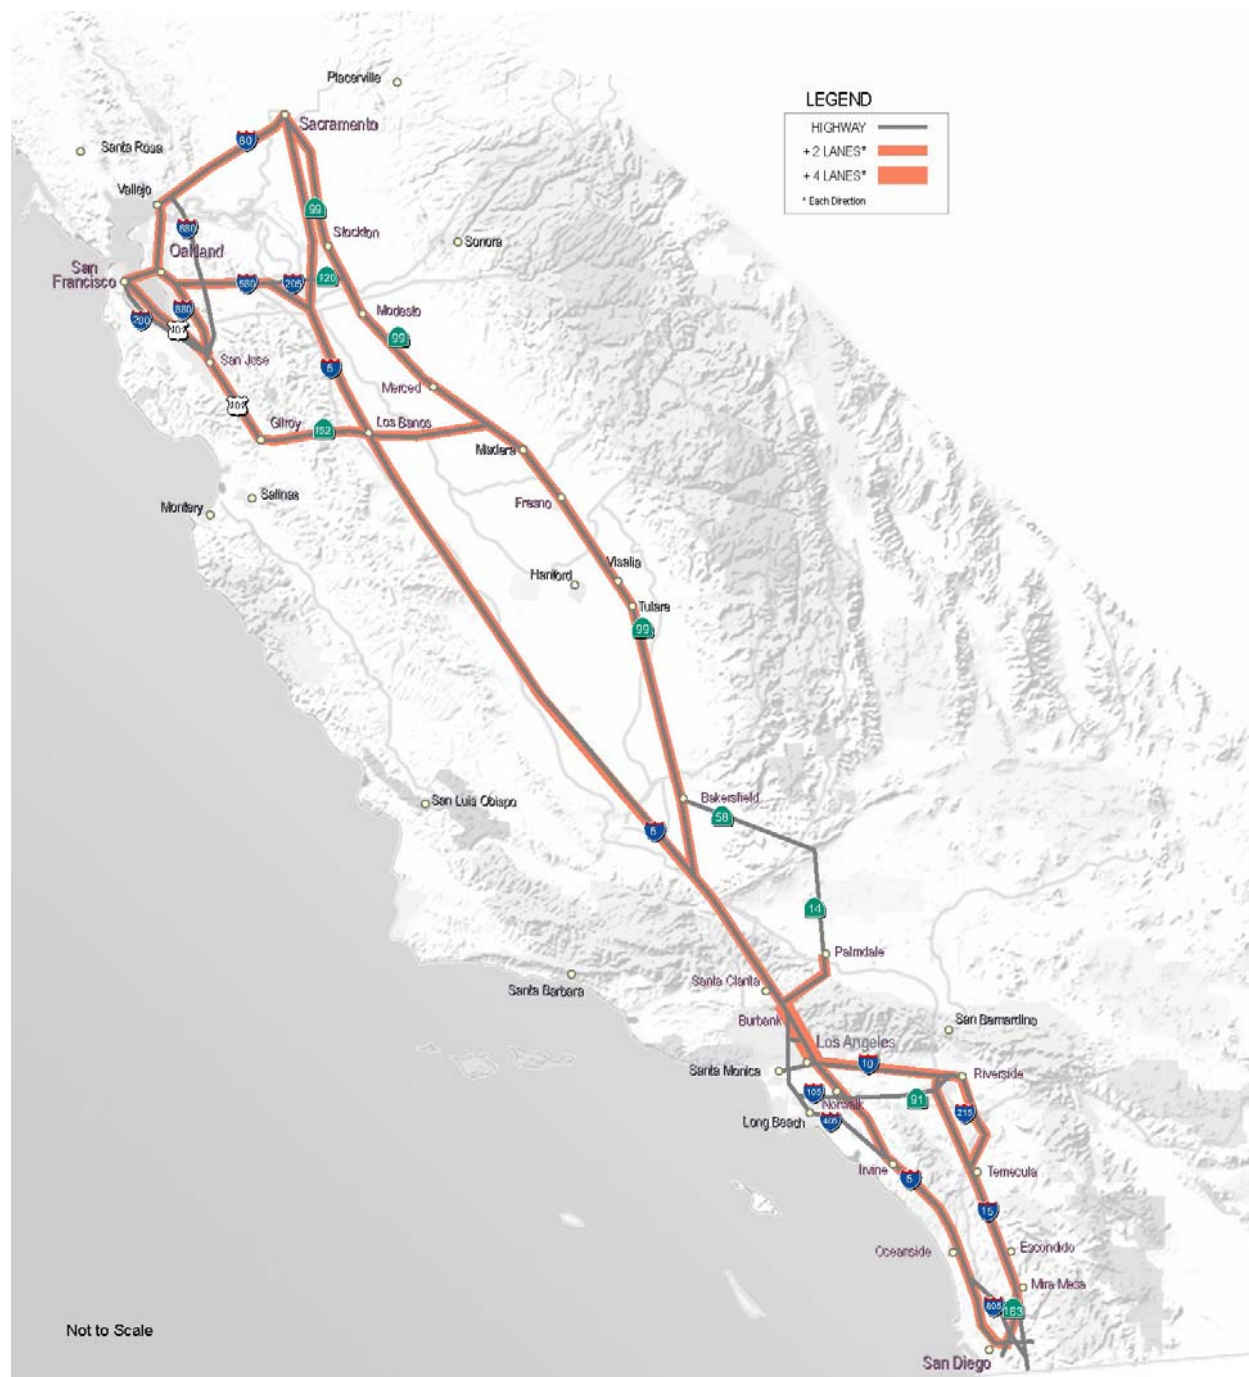 Placerville
LEGEND
HIGHWAY
+ 2 LANES*
+ 4 LANES*
* Each Direction
Sacramento
80
Santa Rosa
Vallejo
99
680
Stockton
Sonora
Oakland
San
Francisco
580
205
120
880
280
101
Modesto
99
San Jose
5
Merced
101
Gilroy
152
Los Banos
Madera
Salinas
Fresno
Montery
Visalia
Hanford
Tulare
99
Bakersfield
San Luis Obispo
58
5
14
Palmdale
Santa Clarita
Santa Barbara
Burbank
San Bernardino
Los Angeles
Santa Monica
10
Riverside
105
Norwalk
91
215
Long Beach
405
Irvine
5
Temecula
15
Oceanside
Escondido
Mira Mesa
805
163
Not to Scale
San Diego